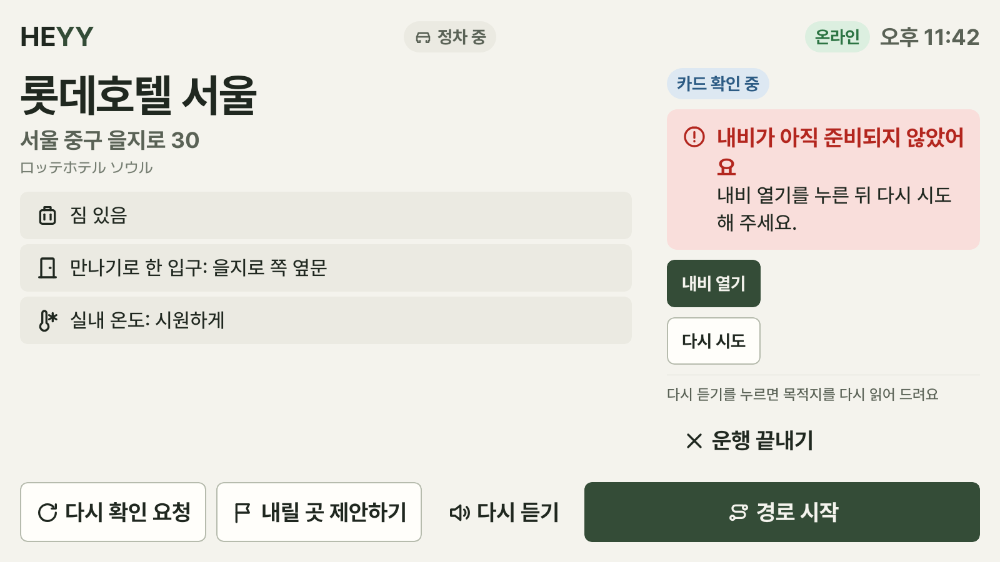 HEYY
정차 중
온라인
오후 11:42
롯데호텔 서울
서울 중구 을지로 30
ロッテホテル ソウル
짐 있음
만나기로 한 입구: 을지로 쪽 옆문
실내 온도: 시원하게
카드 확인 중
내비가 아직 준비되지 않았어
요
내비 열기를 누른 뒤 다시 시도
해 주세요.
내비 열기
다시 시도
다시 듣기를 누르면 목적지를 다시 읽어 드려요
운행 끝내기
다시 확인 요청
내릴 곳 제안하기
다시 듣기
경로 시작